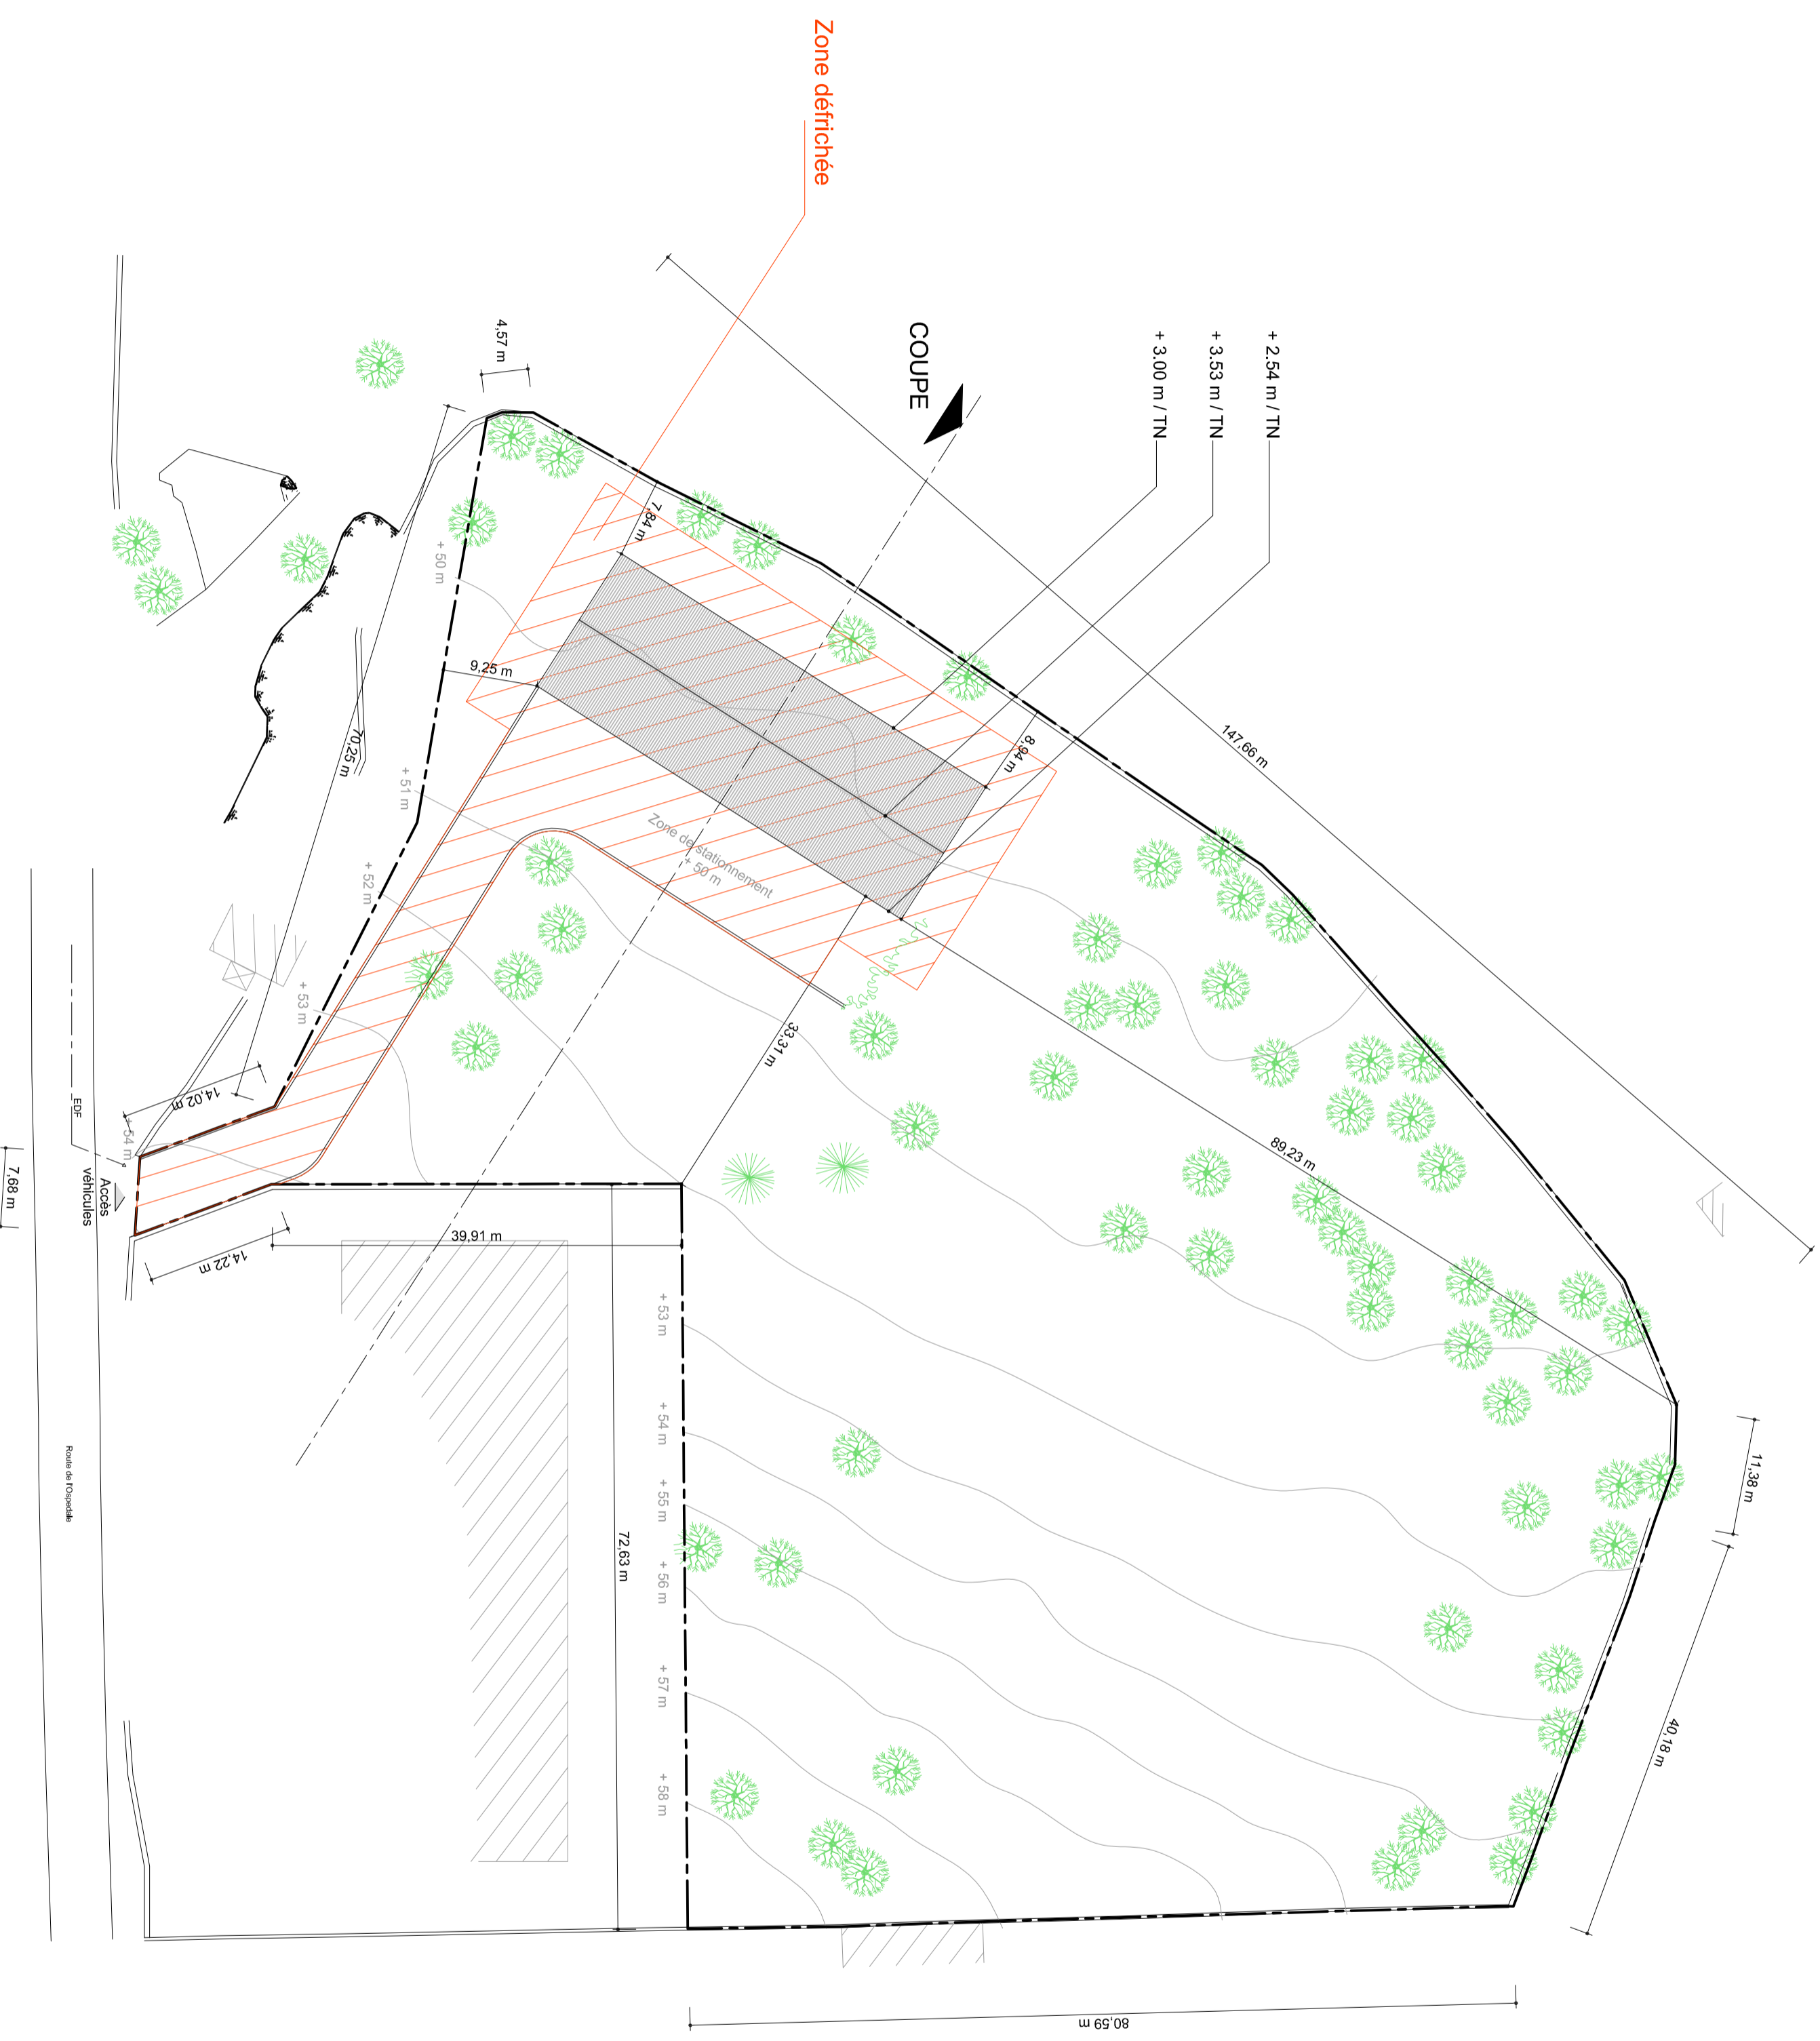 Zone défrichée
+ 2.54 m / TN
+ 3.53 m / TN
+ 3.00 m / TN
COUPE
4,57 m
7,84 m
147,66 m
8,94 m
9,25 m
70,25 m
+ 50 m
+ 51 m
+ 52 m
+ 53 m
+ 54 m
Zone de stationnement
+ 50 m
33,31 m
89,23 m
14,02 m
EDF
Accès
véhicules
7,68 m
14,22 m
39,91 m
72,63 m
+ 53 m
+ 54 m
+ 55 m
+ 56 m
+ 57 m
+ 58 m
11,38 m
40,18 m
80,59 m
Route de l'Ospedale